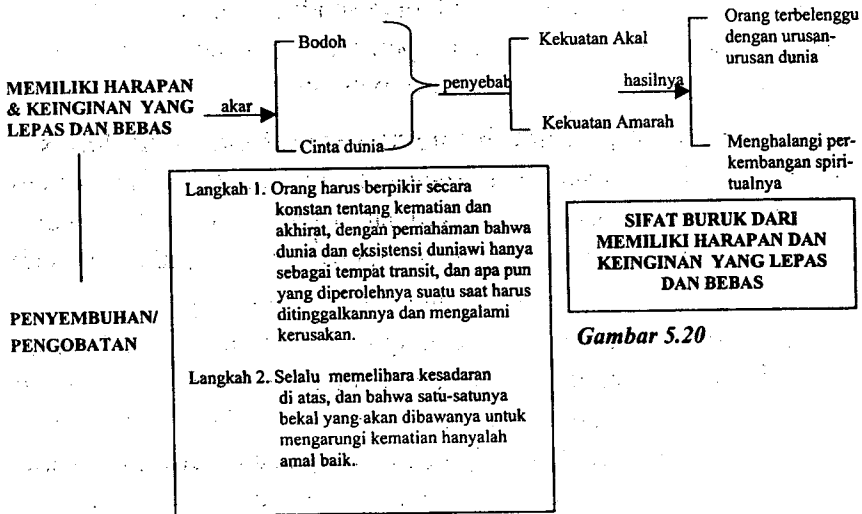 MEMILIKI HARAPAN
& KEINGINAN YANG
LEPAS DAN BEBAS
akar
Bodoh
Cinta dunia
penyebab
Kekuatan Akal
Kekuatan Amarah
hasilnya
Orang terbelenggu
dengan urusan-
urusan dunia
Menghalangi per-
kembangan spiri-
tualnya
PENYEMBUHAN/
PENGOBATAN
Langkah 1. Orang harus berpikir secara
konstan tentang kematian dan
akhirat, dengan pemahaman bahwa
dunia dan eksistensi duniawi hanya
sebagai tempat transit, dan apa pun
yang diperolehnya suatu saat harus
ditinggalkannya dan mengalami
kerusakan.
Langkah 2. Selalu memelihara kesadaran
di atas, dan bahwa satu-satunya
bekal yang akan dibawanya untuk
mengarungi kematian hanyalah
amal baik.
SIFAT BURUK DARI
MEMILIKI HARAPAN DAN
KEINGINAN YANG LEPAS
DAN BEBAS
Gambar 5.20